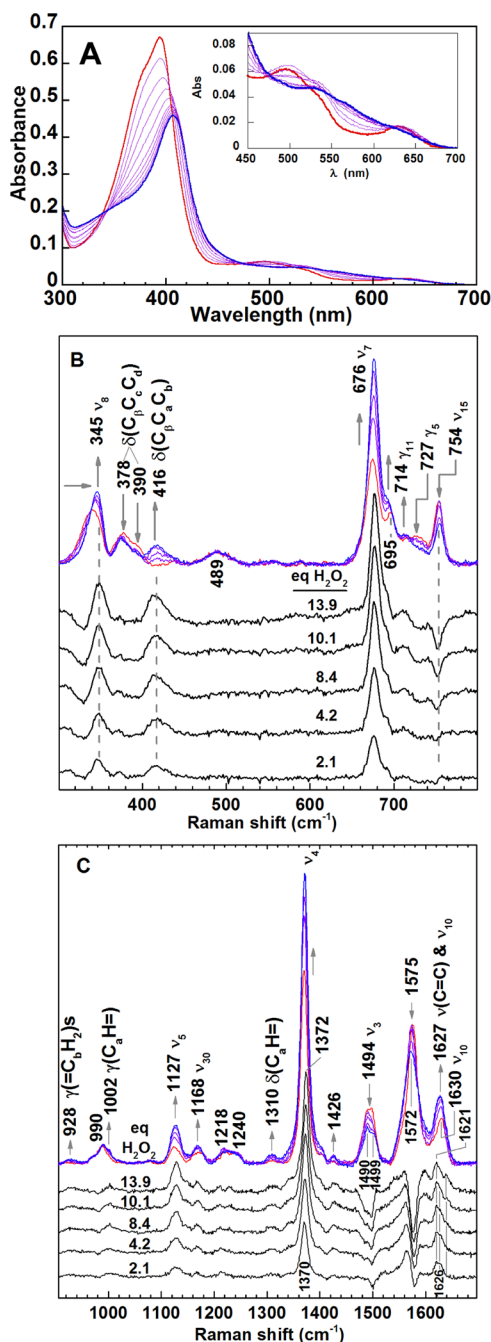 A
Absorbance
0.7
0.6
0.5
0.4
0.3
0.2
0.1
0
300 400 500 600 700
Wavelength (nm)
Abs
0.08
0.06
0.04
0.02
0
450 500 550 600 650 700
λ (nm)
B
345 ν8
378 δ(CβCcCd)
390
416 δ(CβCaCb)
489
676 ν7
695
714 γ11
727 γ5
754 ν15
eq H2O2
13.9
10.1
8.4
4.2
2.1
400 500 600 700
Raman shift (cm-1)
C
928 γ(=CbH2)s
990
1002 γ(CaH=)
1127 ν5
1168 ν30
1218
1240
1310 δ(CaH=)
ν4
1372
1370
1426
1494 ν3
1490
1499
1575
1572
1627 ν(C=C) & ν10
1630 ν10
1621
1626
eq
H2O2
13.9
10.1
8.4
4.2
2.1
1000 1100 1200 1300 1400 1500 1600
Raman shift (cm-1)